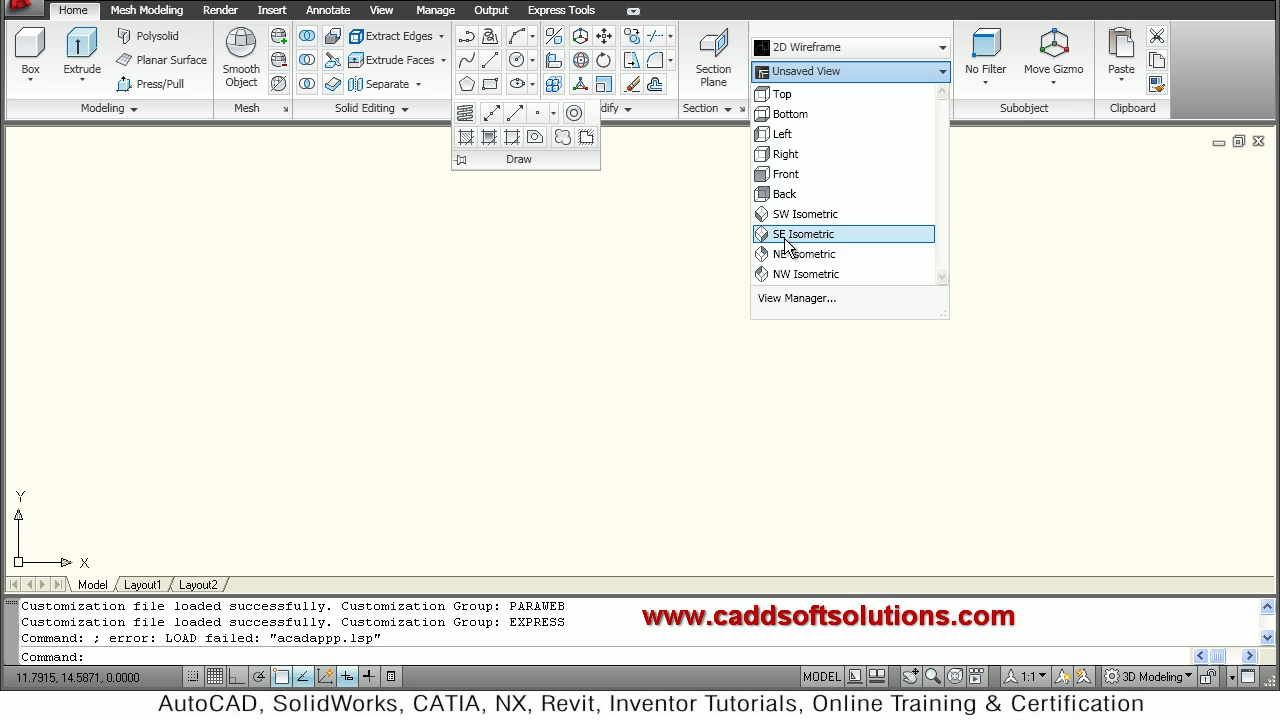 Home Mesh Modeling Render Insert Annotate View Manage Output Express Tools
Box
Extrude
Polysolid
Planar Surface
Press/Pull
Modeling
Smooth Object
Mesh
Extract Edges
Extrude Faces
Separate
Solid Editing
Draw
dify
Section Plane
Section
2D Wireframe
Unsaved View
Top
Bottom
Left
Right
Front
Back
SW Isometric
SE Isometric
NE Isometric
NW Isometric
View Manager...
No Filter
Move Gizmo
Subobject
Paste
Clipboard
Y
X
Model Layout1 Layout2
Customization file loaded successfully. Customization Group: PARAWEB
Customization file loaded successfully. Customization Group: EXPRESS
Command: ; error: LOAD failed: "acadappp.lsp"
Command:
www.caddsoftsolutions.com
11.7915, 14.5871, 0.0000
MODEL
1:1
3D Modeling
AutoCAD, SolidWorks, CATIA, NX, Revit, Inventor Tutorials, Online Training & Certification